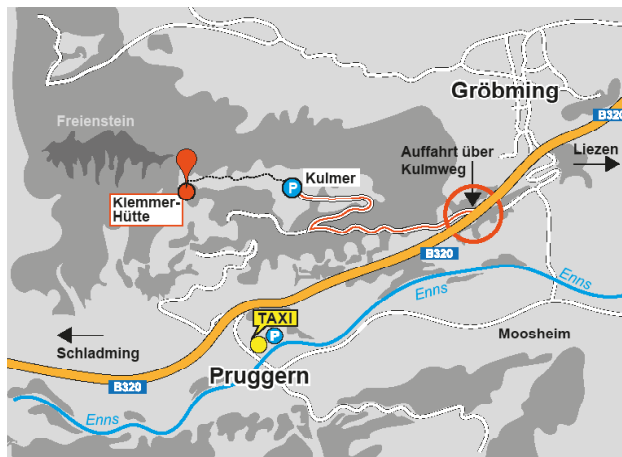 Gröbming
B320
Freienstein
Auffahrt über
Kulmweg
Liezen
P
Kulmer
Klemmer-
Hütte
B320
Enns
Enns
TAXI
P
Moosheim
Schladming
Pruggern
B320
Enns